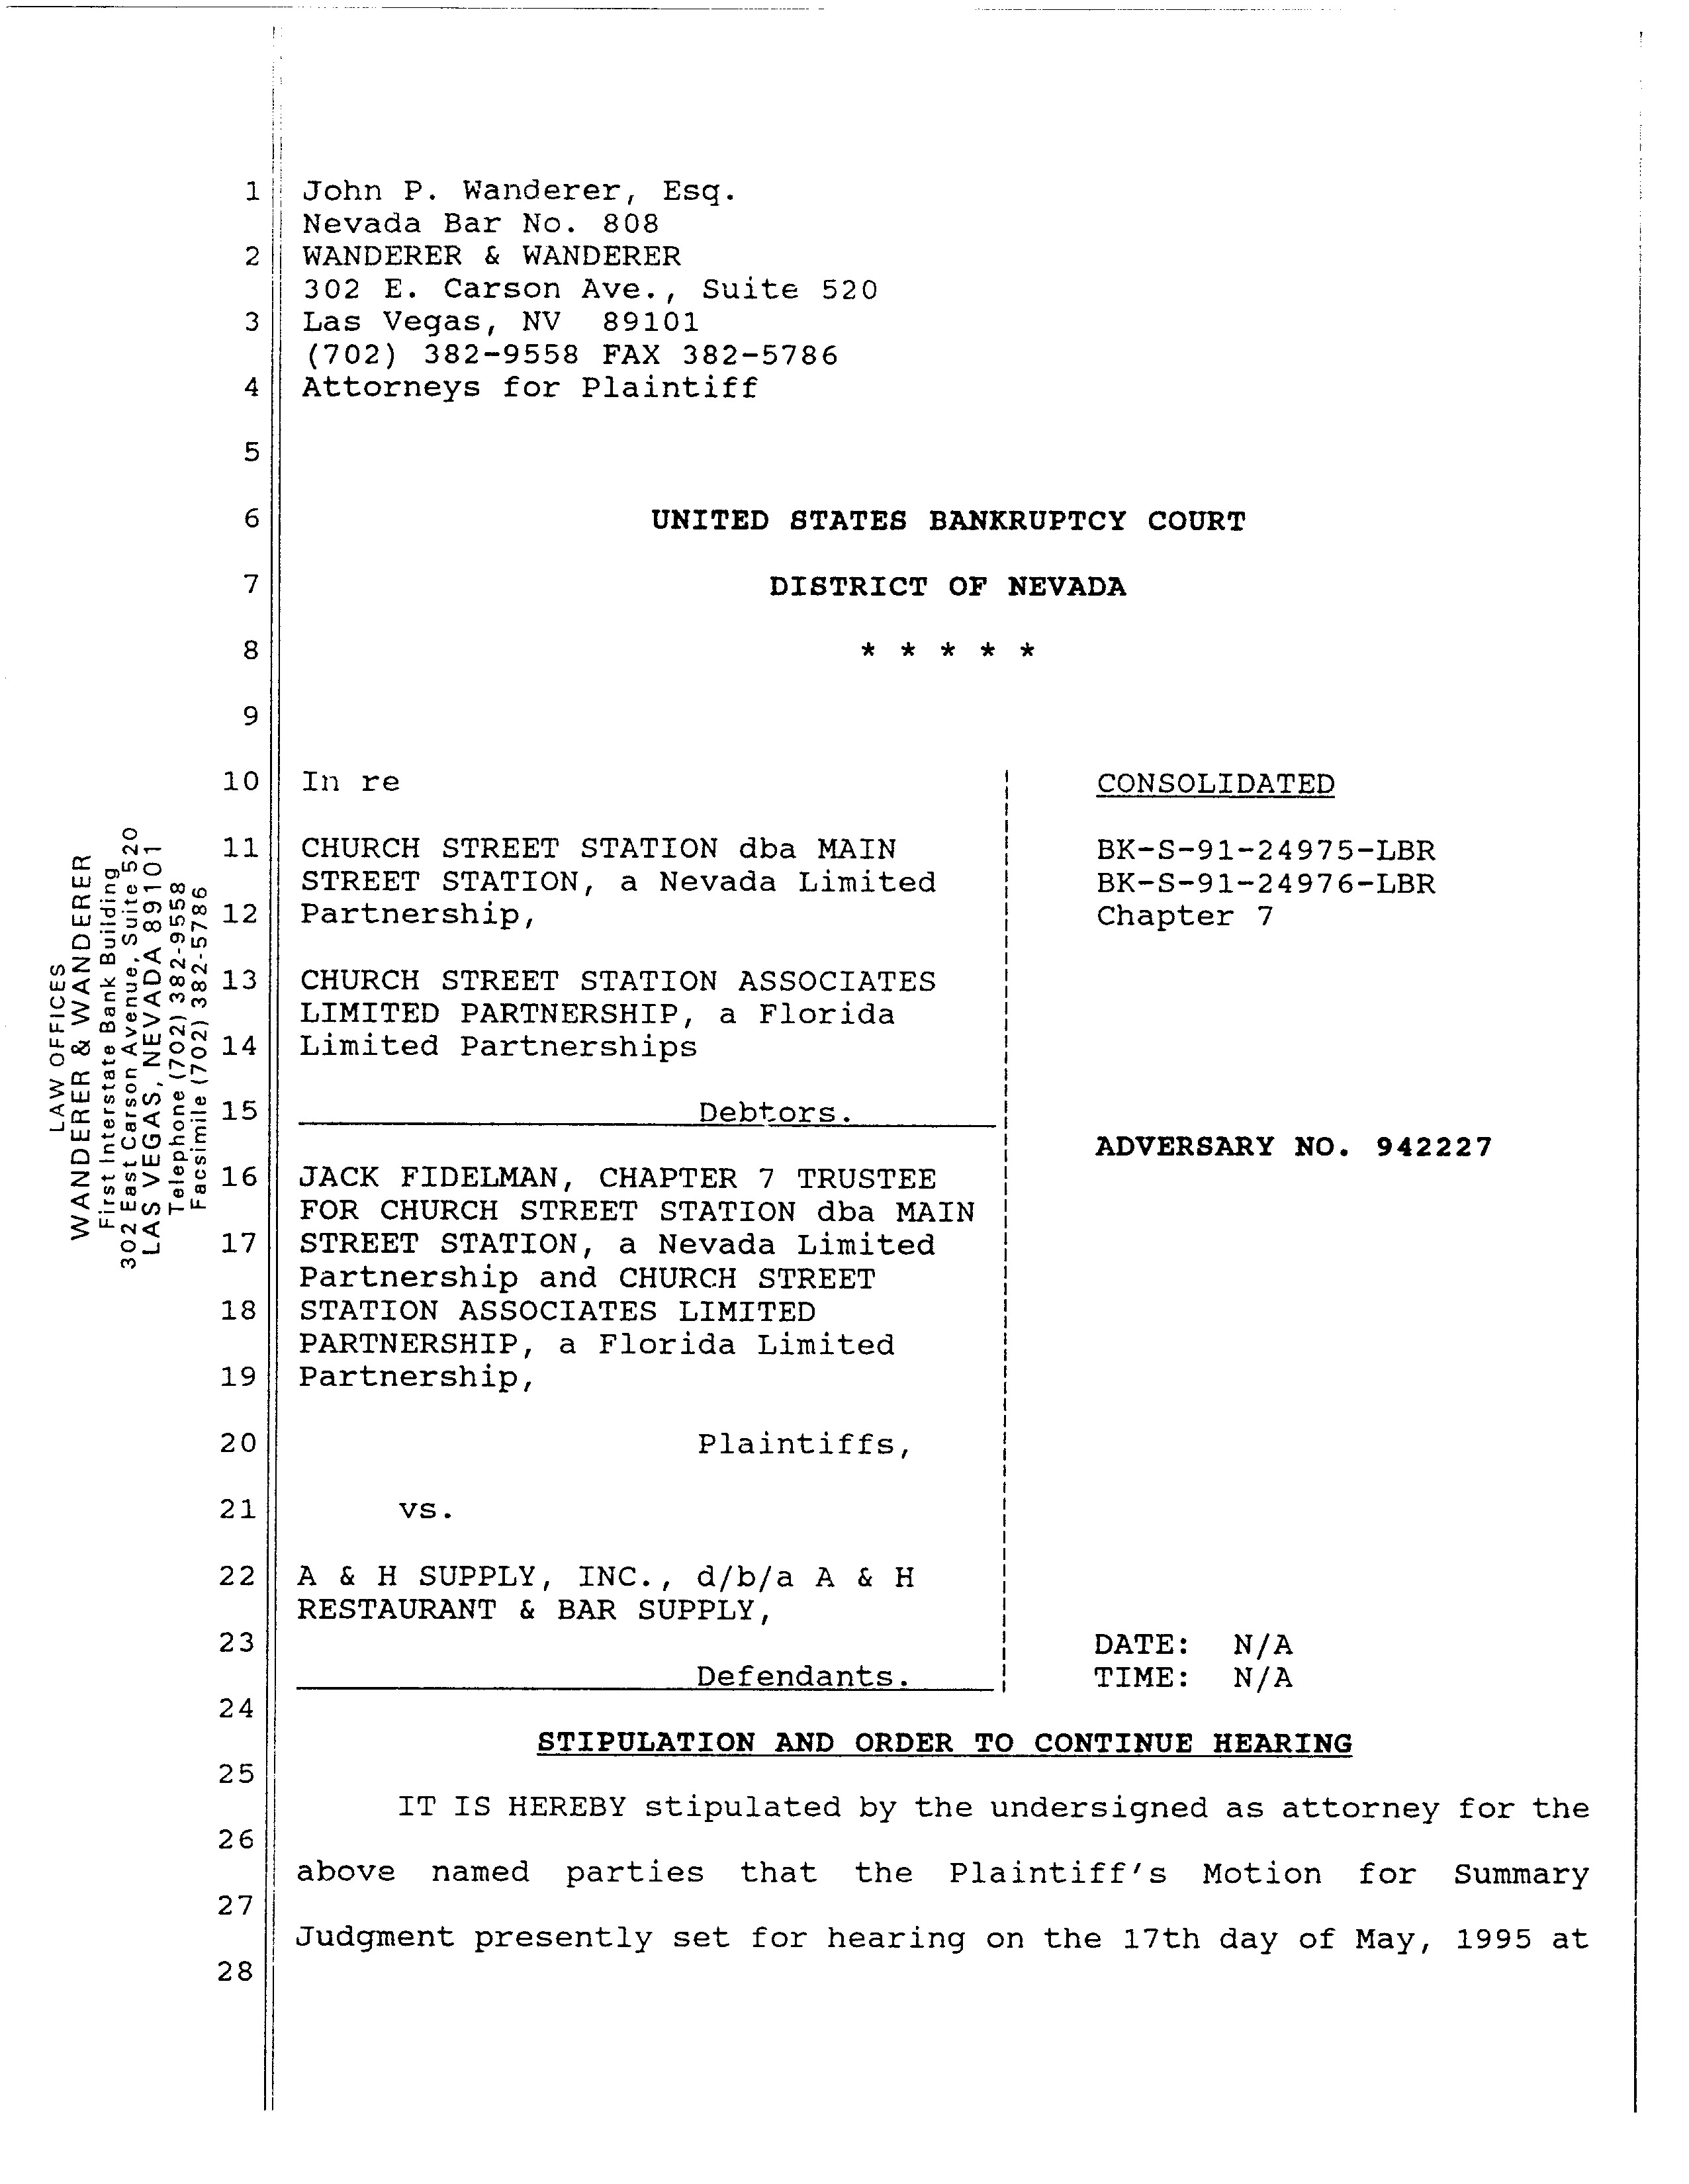 John P. Wanderer, Esq.
Nevada Bar No. 808
WANDERER & WANDERER
302 E. Carson Ave., Suite 520
Las Vegas, NV 89101
(702) 382-9558 FAX 382-5786
Attorneys for Plaintiff
1
2
3
4
5
6
7
8
9
10
11
12
13
14
15
16
17
18
19
20
21
22
23
24
25
26
27
28
LAW OFFICES
WANDERER & WANDERER
First Interstate Bank Building
302 East Carson Avenue, Suite 520
LAS VEGAS, NEVADA 89101
Telephone (702) 382-9558
Facsimile (702) 382-5786
UNITED STATES BANKRUPTCY COURT
DISTRICT OF NEVADA
* * * * *
In re
CHURCH STREET STATION dba MAIN
STREET STATION, a Nevada Limited
Partnership,
CHURCH STREET STATION ASSOCIATES
LIMITED PARTNERSHIP, a Florida
Limited Partnerships
Debtors.
JACK FIDELMAN, CHAPTER 7 TRUSTEE
FOR CHURCH STREET STATION dba MAIN
STREET STATION, a Nevada Limited
Partnership and CHURCH STREET
STATION ASSOCIATES LIMITED
PARTNERSHIP, a Florida Limited
Partnership,
Plaintiffs,
vs.
A & H SUPPLY, INC., d/b/a A & H
RESTAURANT & BAR SUPPLY,
Defendants.
CONSOLIDATED
BK-S-91-24975-LBR
BK-S-91-24976-LBR
Chapter 7
ADVERSARY NO. 942227
DATE: N/A
TIME: N/A
STIPULATION AND ORDER TO CONTINUE HEARING
IT IS HEREBY stipulated by the undersigned as attorney for the
above named parties that the Plaintiff's Motion for Summary
Judgment presently set for hearing on the 17th day of May, 1995 at